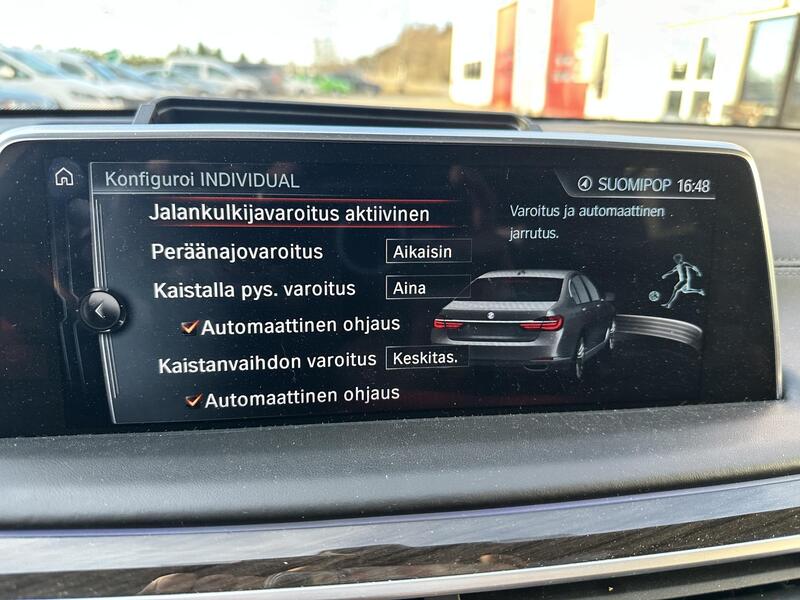 Konfiguroi INDIVIDUAL
SUOMIPOP 16:48
Jalankulkijavaroitus aktiivinen
Peräänajovaroitus Aikaisin
Kaistalla pys. varoitus Aina
Automaattinen ohjaus
Kaistanvaihdon varoitus Keskitas.
Automaattinen ohjaus
Varoitus ja automaattinen
jarrutus.